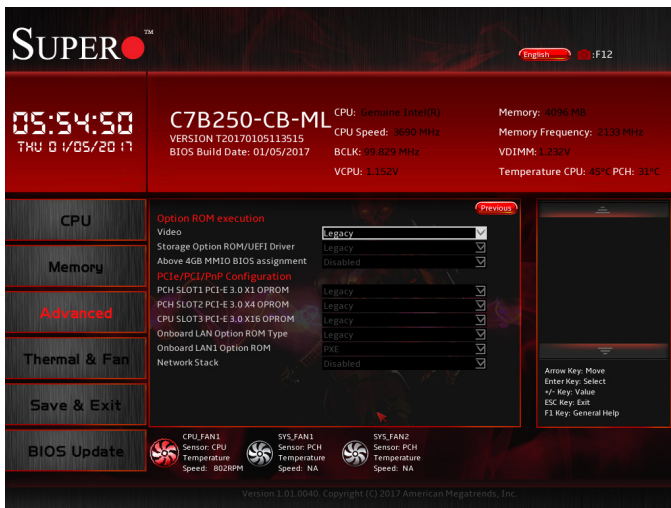 SUPER TM
English :F12
05:54:50
THU 01/05/2017
C7B250-CB-ML
VERSION T20170105113515
BIOS Build Date: 01/05/2017
CPU: Genuine Intel(R)
CPU Speed: 3690 MHz
BCLK: 99.829 MHz
VCPU: 1.152V
Memory: 4096 MB
Memory Frequency: 2133 MHz
VDIMM: 1.232V
Temperature CPU: 45°C PCH: 31°C
CPU
Memory
Advanced
Thermal & Fan
Save & Exit
BIOS Update
Previous
Option ROM execution
Video Legacy
Storage Option ROM/UEFI Driver Legacy
Above 4GB MMIO BIOS assignment Disabled
PCIe/PCI/PnP Configuration
PCH SLOT1 PCI-E 3.0 X1 OPROM Legacy
PCH SLOT2 PCI-E 3.0 X4 OPROM Legacy
CPU SLOT3 PCI-E 3.0 X16 OPROM Legacy
Onboard LAN Option ROM Type Legacy
Onboard LAN1 Option ROM PXE
Network Stack Disabled
Arrow Key: Move
Enter Key: Select
+/- Key: Value
ESC Key: Exit
F1 Key: General Help
CPU_FAN1
Sensor: CPU
Temperature
Speed: 802RPM
SYS_FAN1
Sensor: PCH
Temperature
Speed: NA
SYS_FAN2
Sensor: PCH
Temperature
Speed: NA
Version 1.01.0040. Copyright (C) 2017 American Megatrends, Inc.